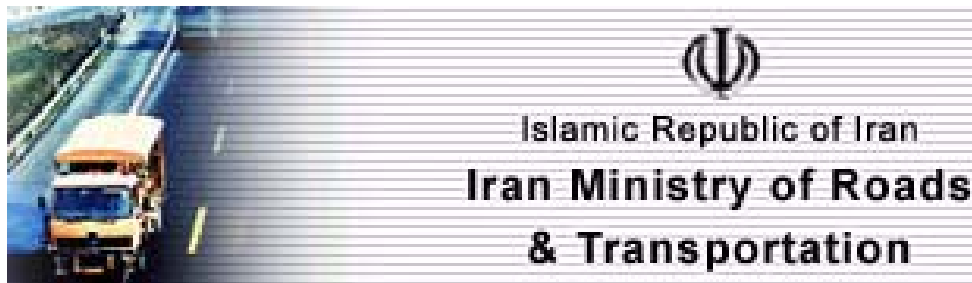 Islamic Republic of Iran
Iran Ministry of Roads
& Transportation